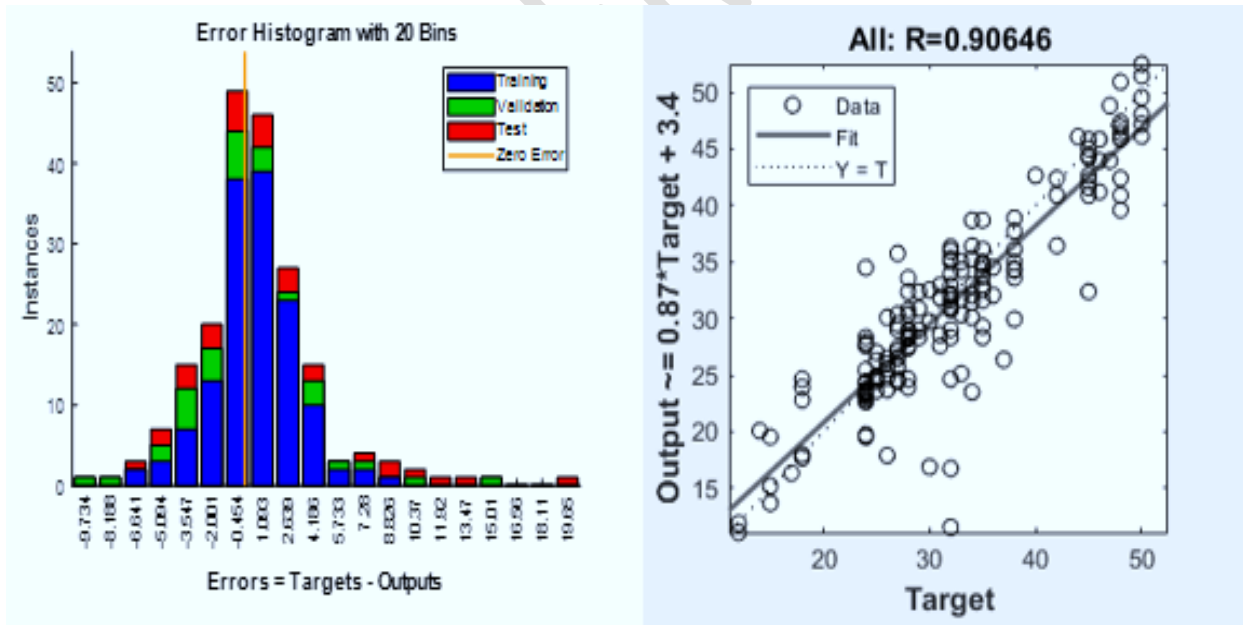 Error Histogram with 20 Bins
50
40
30
20
10
0
Instances
Training
Validation
Test
Zero Error
-9.734
-8.188
-6.641
-5.094
-3.547
-2.001
-0.454
1.093
2.639
4.186
5.733
7.28
8.826
10.37
11.92
13.47
15.01
16.56
18.11
19.65
Errors = Targets - Outputs
All: R=0.90646
Output ~= 0.87*Target + 3.4
50
45
40
35
30
25
20
15
Data
Fit
Y = T
20
30
40
50
Target